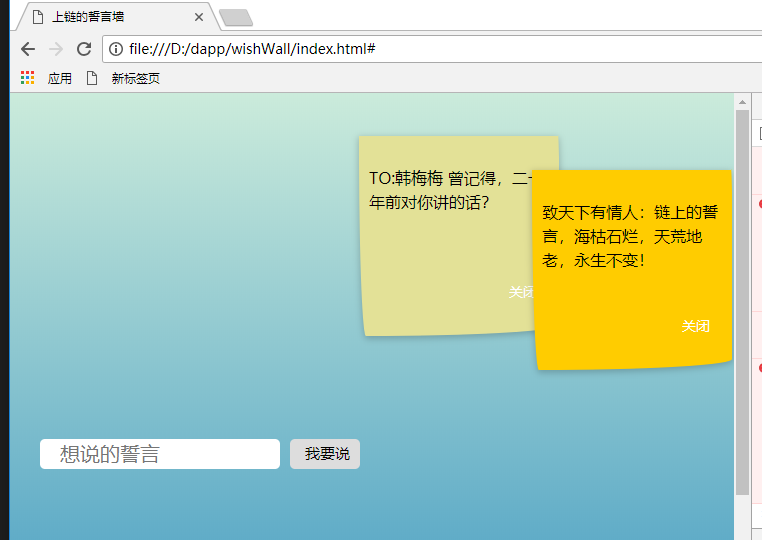 上链的誓言墙
file:///D:/dapp/wishWall/index.html#
应用
新标签页
TO:韩梅梅 曾记得，二
年前对你讲的话？
关闭
致天下有情人：链上的誓
言，海枯石烂，天荒地
老，永生不变！
关闭
想说的誓言
我要说